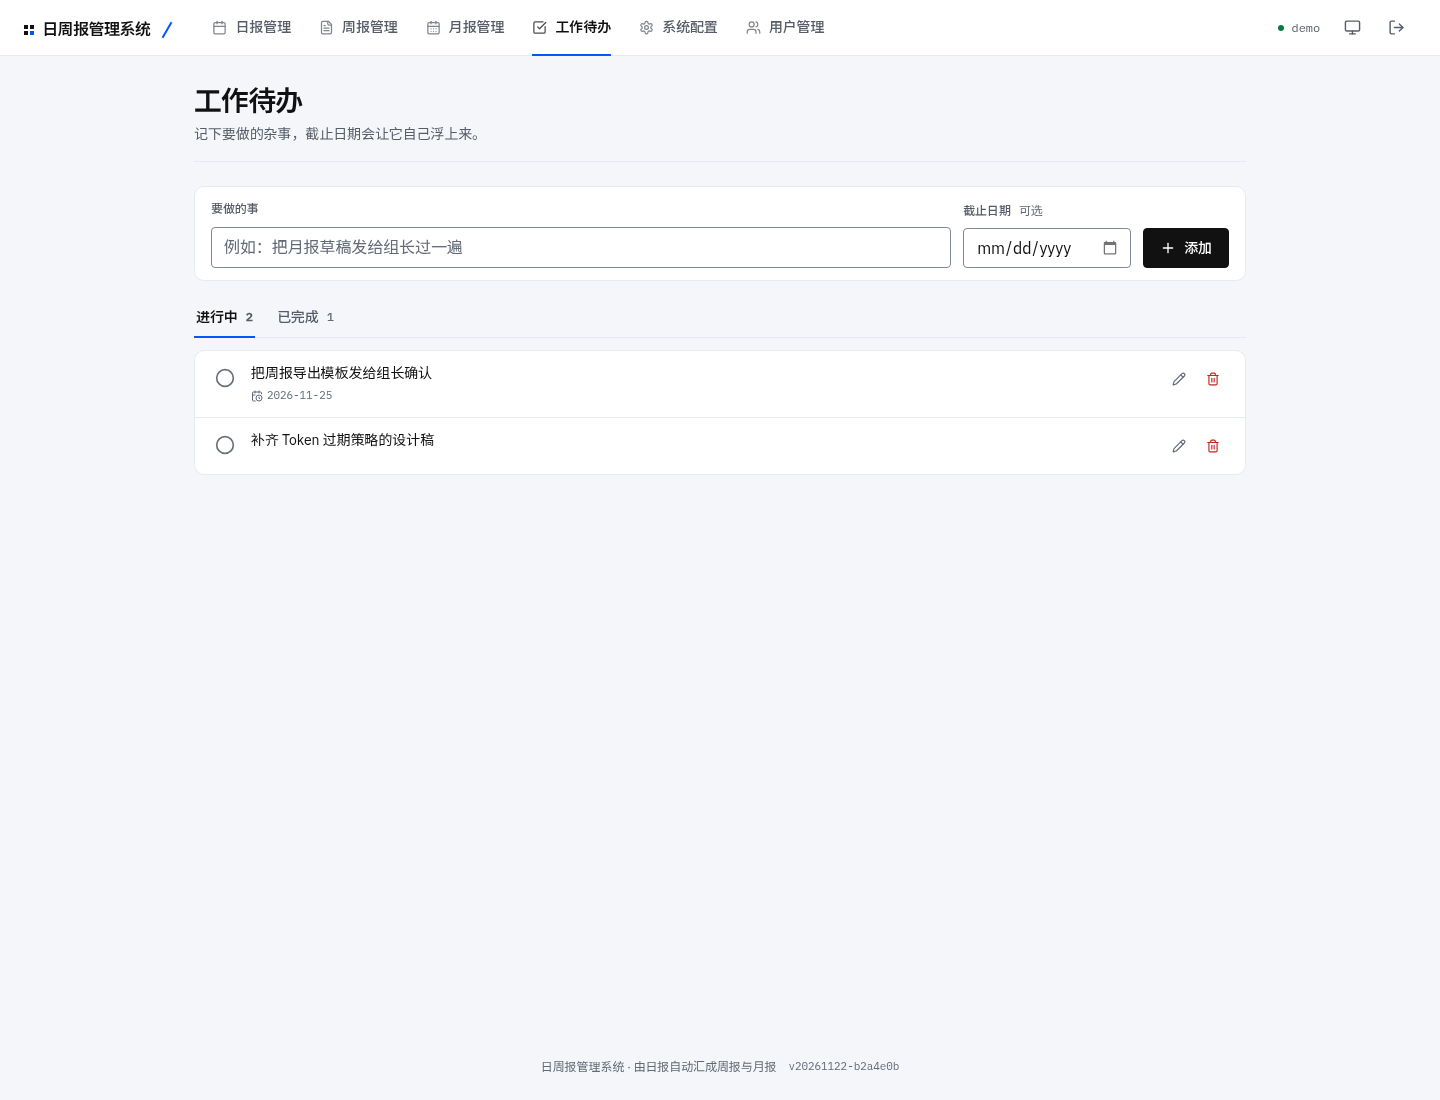 日周报管理系统 /
日报管理
周报管理
月报管理
工作待办
系统配置
用户管理
demo
工作待办
记下要做的杂事，截止日期会让它自己浮上来。
要做的事
截止日期 可选
例如：把月报草稿发给组长过一遍
mm/dd/yyyy
添加
进行中 2
已完成 1
把周报导出模板发给组长确认
2026-11-25
补齐 Token 过期策略的设计稿
日周报管理系统 · 由日报自动汇成周报与月报 v20261122-b2a4e0b